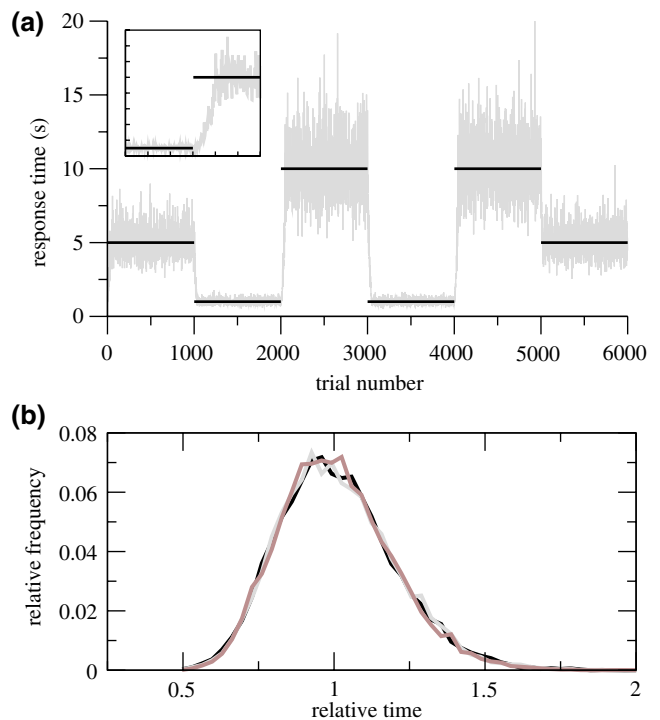 (a)
20
15
10
5
0
response time (s)
0 1000 2000 3000 4000 5000 6000
trial number
(b)
0.08
0.06
0.04
0.02
0
relative frequency
0.5 1 1.5 2
relative time